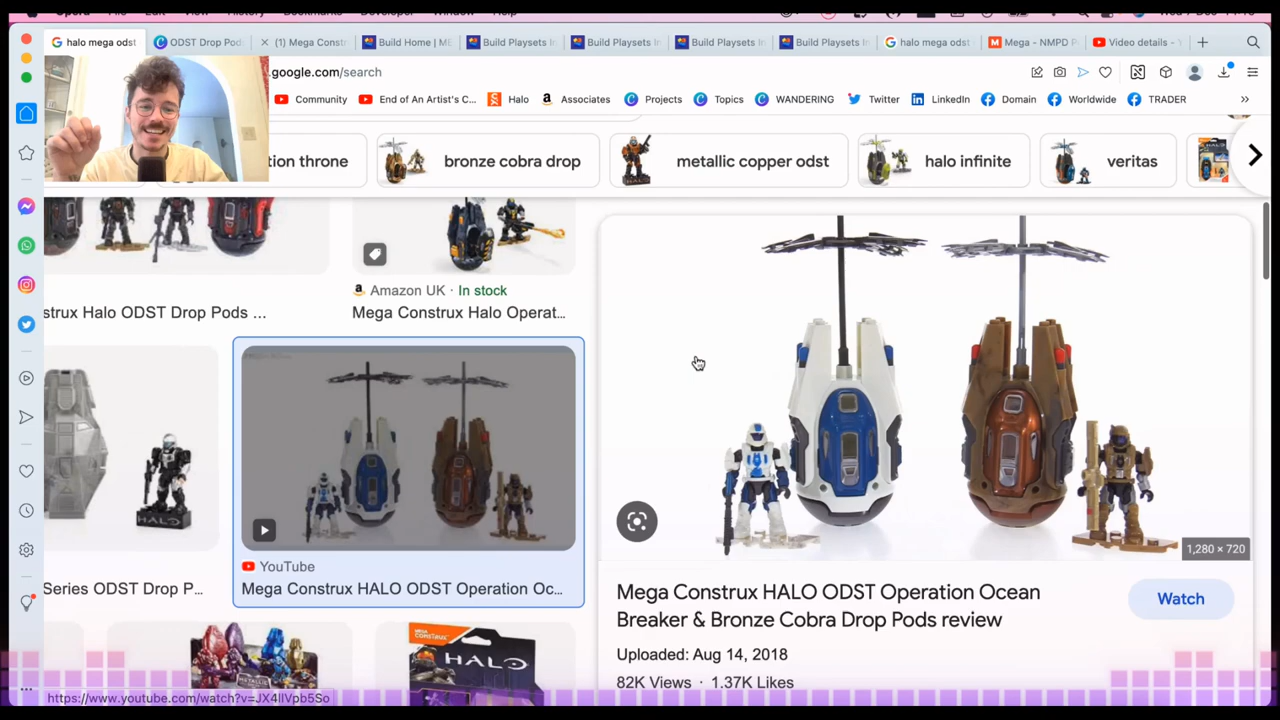 halo mega odst
ODST Drop Pods
(1) Mega Constr
Build Home | ME
Build Playsets In
Build Playsets In
Build Playsets
Build Playsets In
halo mega odst
Mega - NMPD P
Video details - Y
.google.com/search
Community
End of An Artist's C...
Halo
Associates
Projects
Topics
WANDERING
Twitter
LinkedIn
Domain
Worldwide
TRADER
tion throne
bronze cobra drop
metallic copper odst
halo infinite
veritas
Amazon UK · In stock
strux Halo ODST Drop Pods ...
Mega Construx Halo Operat...
HALO
Series ODST Drop P...
YouTube
Mega Construx HALO ODST Operation Oc...
1,280 × 720
Mega Construx HALO ODST Operation Ocean
Breaker & Bronze Cobra Drop Pods review
Watch
Uploaded: Aug 14, 2018
82K Views · 1.37K Likes
MEGA
CONSTRUX
HALO
https://www.youtube.com/watch?v=JX4lIVpb5So